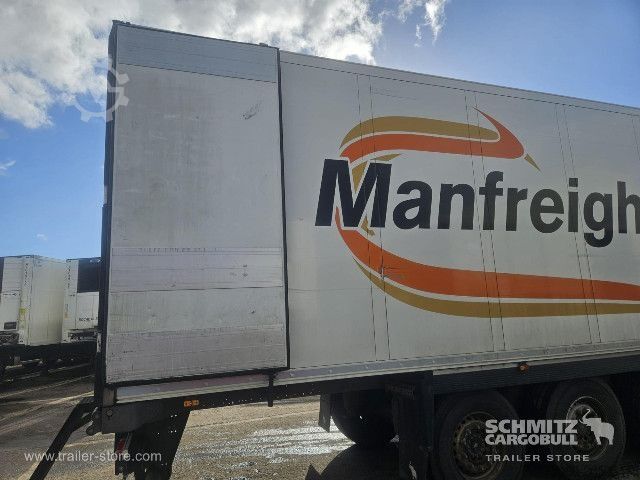 Manfreigh
SCHMITZ
CARGOBULL
TRAILER STORE
www.trailer-store.com